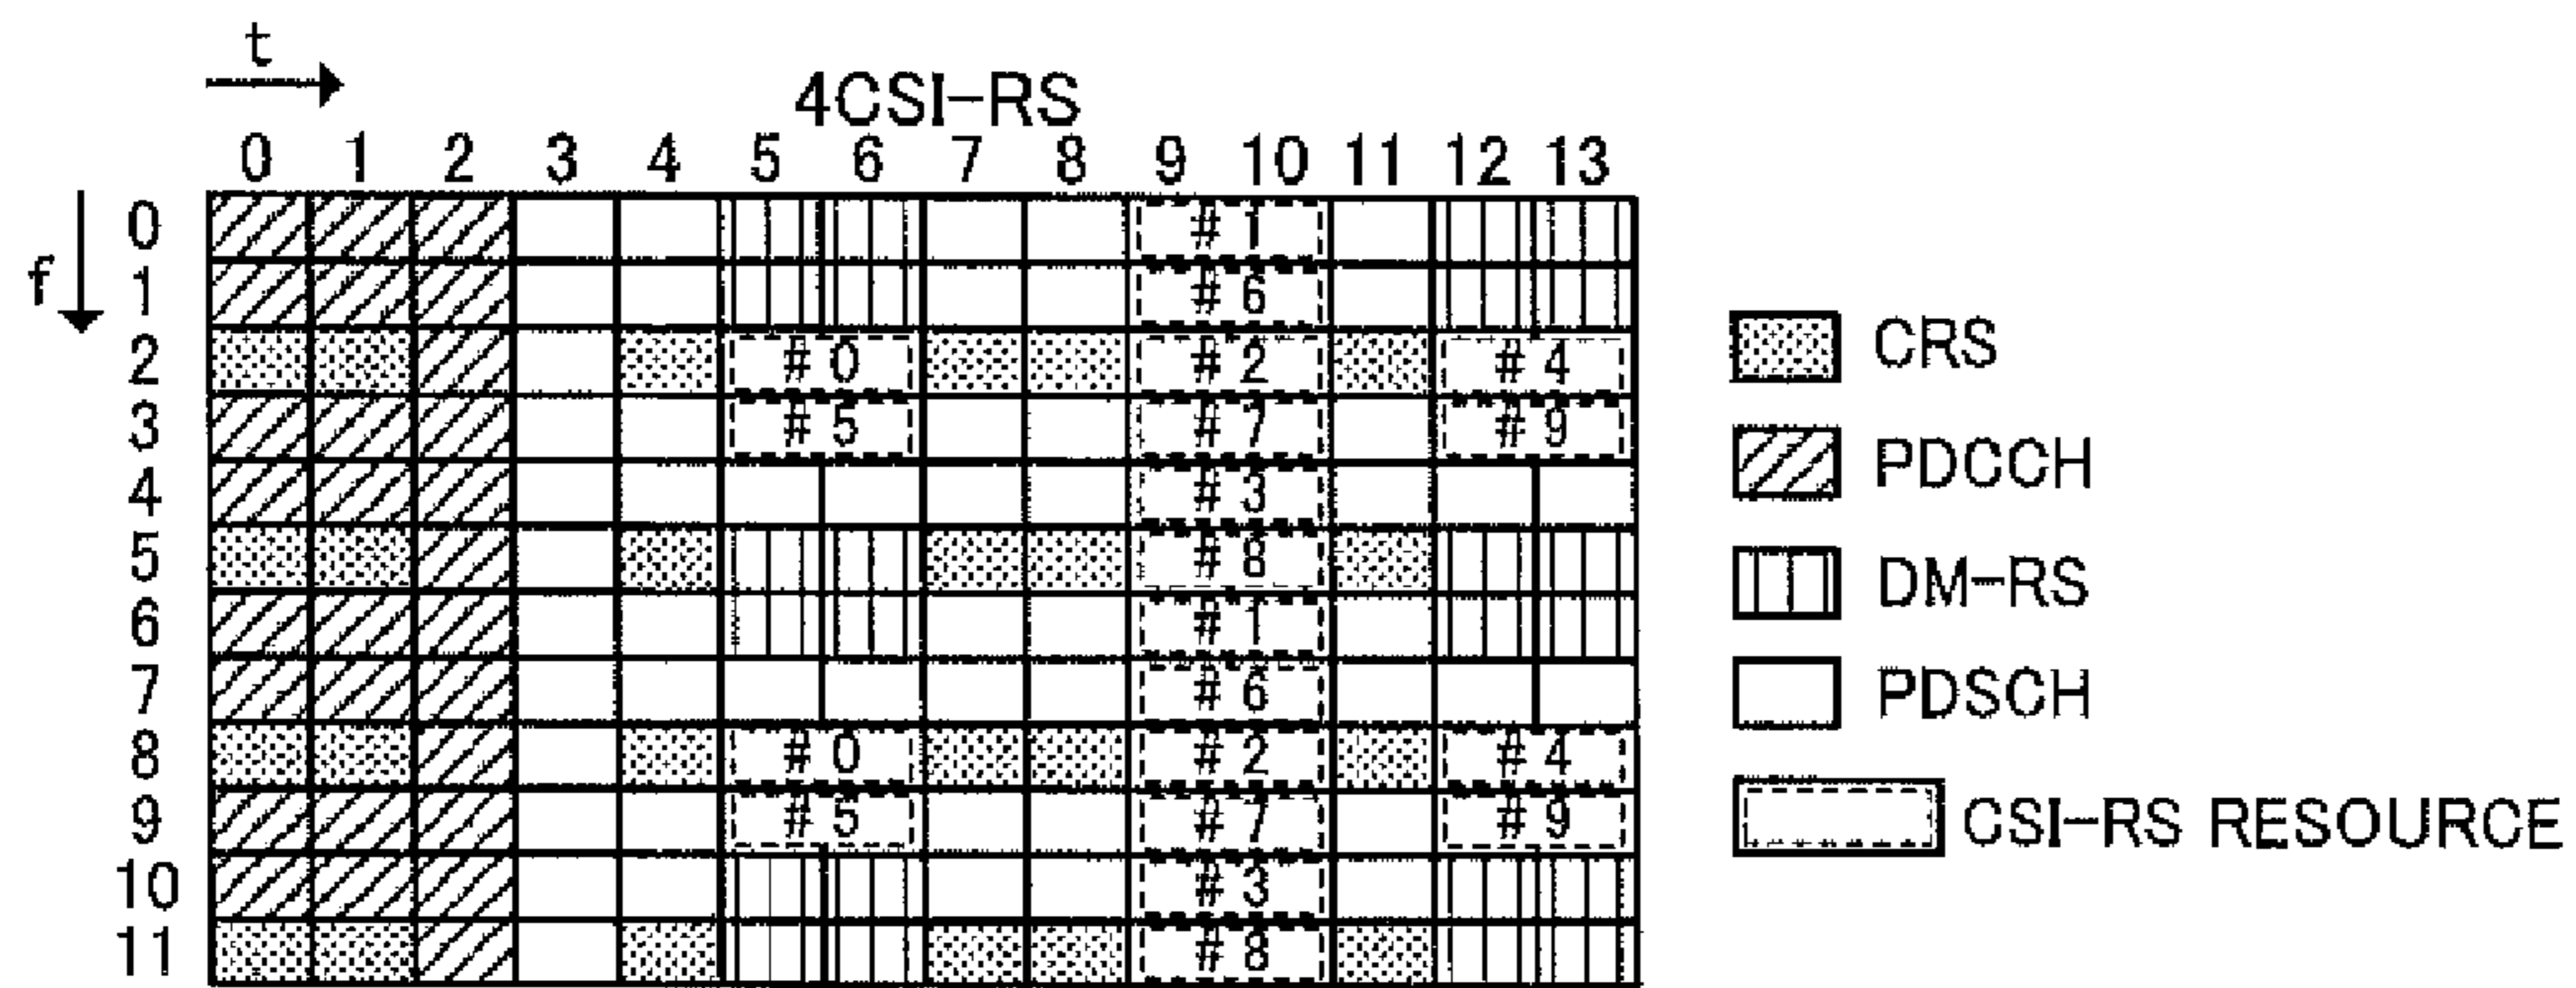 t
4CSI-RS
0 1 2 3 4 5 6 7 8 9 10 11 12 13
f
0 #1
1 #6
2 #0 #2 #4
3 #5 #7 #9
4 #3
5 #8
6 #1
7 #6
8 #0 #2 #4
9 #5 #7 #9
10 #3
11 #8
CRS
PDCCH
DM-RS
PDSCH
CSI-RS RESOURCE